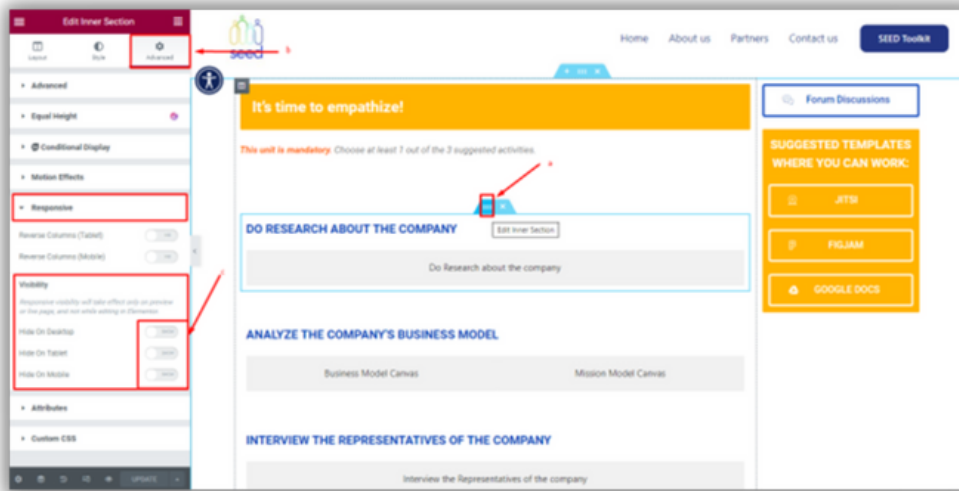 Edit Inner Section
Layout
Style
Advanced
Advanced
Equal Height
Conditional Display
Motion Effects
Responsive
Reverse Columns (Tablet)
Reverse Columns (Mobile)
Visibility
Responsive visibility will take effect only on preview
or live page, and not while editing in Elementor.
Hide On Desktop
Hide On Tablet
Hide On Mobile
Attributes
Custom CSS
UPDATE
b
seed
Home
About us
Partners
Contact us
SEED Toolkit
It's time to empathize!
This unit is mandatory. Choose at least 1 out of the 3 suggested activities.
a
Edit Inner Section
DO RESEARCH ABOUT THE COMPANY
Do Research about the company
c
ANALYZE THE COMPANY'S BUSINESS MODEL
Business Model Canvas
Mission Model Canvas
INTERVIEW THE REPRESENTATIVES OF THE COMPANY
Interview the Representatives of the company
Forum Discussions
SUGGESTED TEMPLATES
WHERE YOU CAN WORK:
JITSI
FIGJAM
GOOGLE DOCS